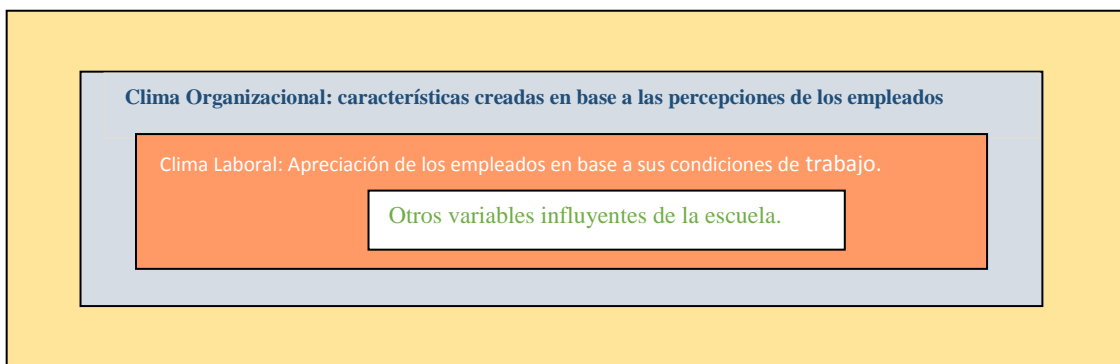 Clima Organizacional: características creadas en base a las percepciones de los empleados
Clima Laboral: Apreciación de los empleados en base a sus condiciones de trabajo.
Otros variables influyentes de la escuela.